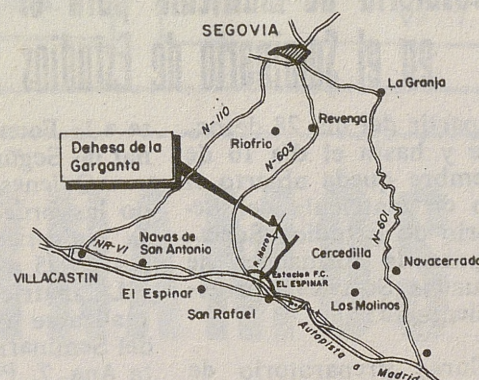 SEGOVIA
La Granja
N-110
Revenga
Riofrio
N-603
Dehesa de la
Garganta
N-601
NR-VI
Navas de
San Antonio
R. Moros
Cercedilla
Navacerrada
VILLACASTIN
Estacion F.C.
EL ESPINAR
El Espinar
Los Molinos
San Rafael
Autopista a Madrid